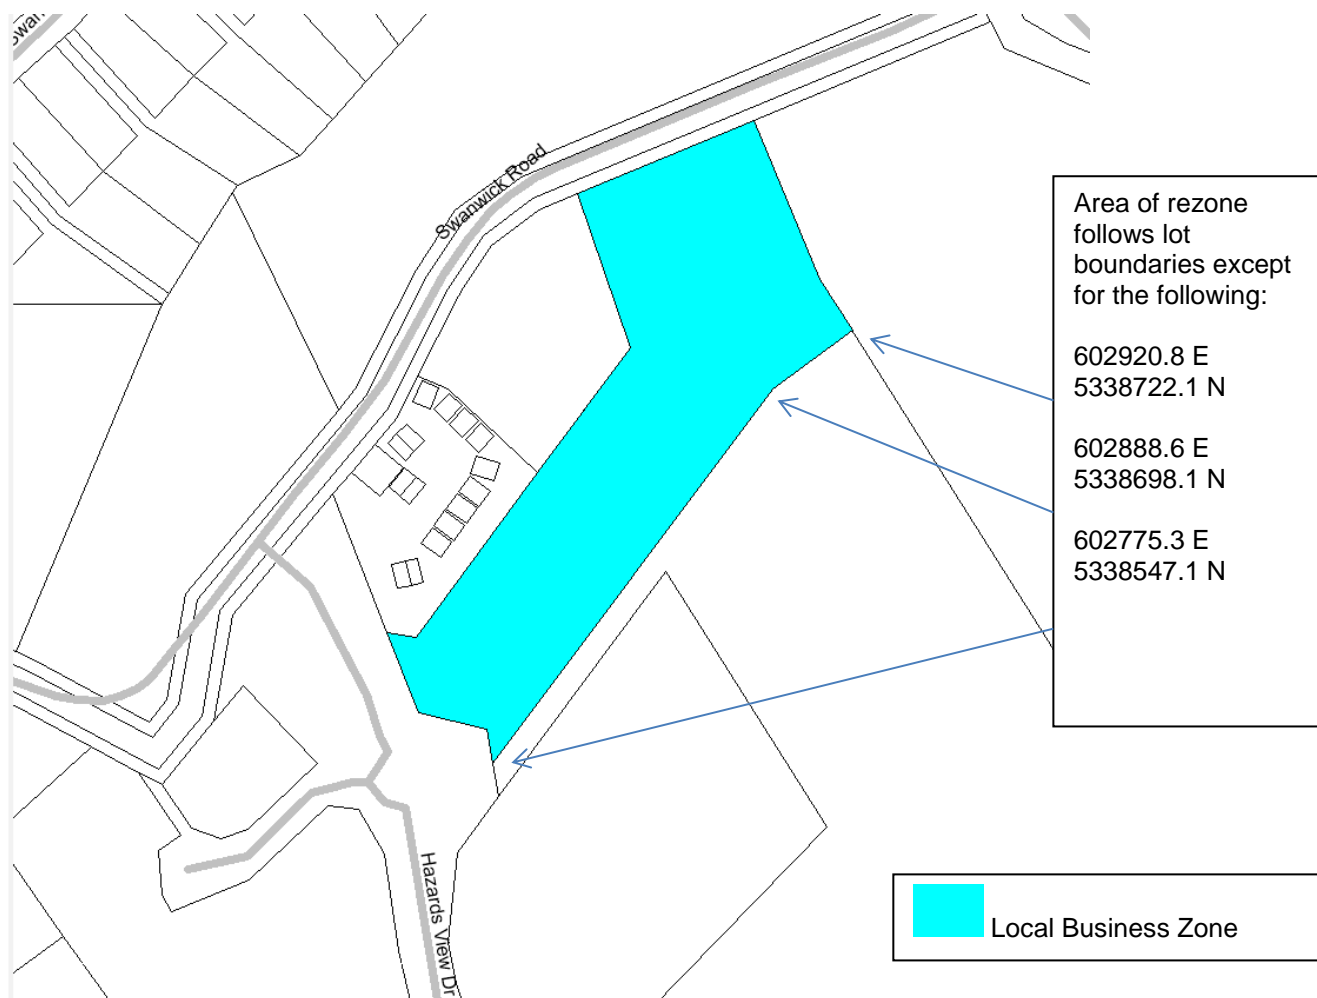 Swan
Swanwick Road
Area of rezone
follows lot
boundaries except
for the following:
602920.8 E
5338722.1 N
602888.6 E
5338698.1 N
602775.3 E
5338547.1 N
Hazards View Dr
Local Business Zone